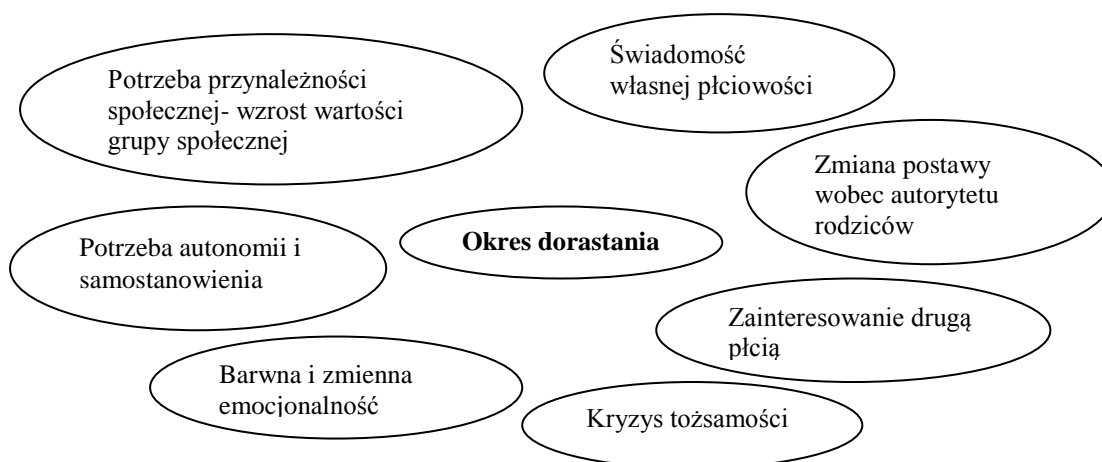 Potrzeba przynależności
społecznej- wzrost wartości
grupy społecznej
Świadomość
własnej płciowości
Zmiana postawy
wobec autorytetu
rodziców
Potrzeba autonomii i
samostanowienia
Okres dorastania
Zainteresowanie drugą
płcią
Barwna i zmienna
emocjonalność
Kryzys tożsamości